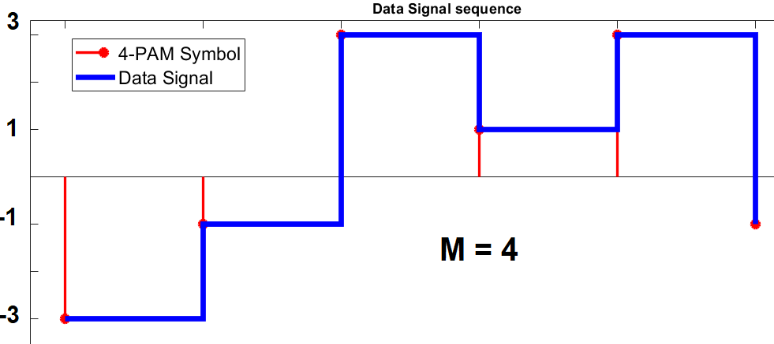 Data Signal sequence
3
4-PAM Symbol
Data Signal
1
-1
M = 4
-3